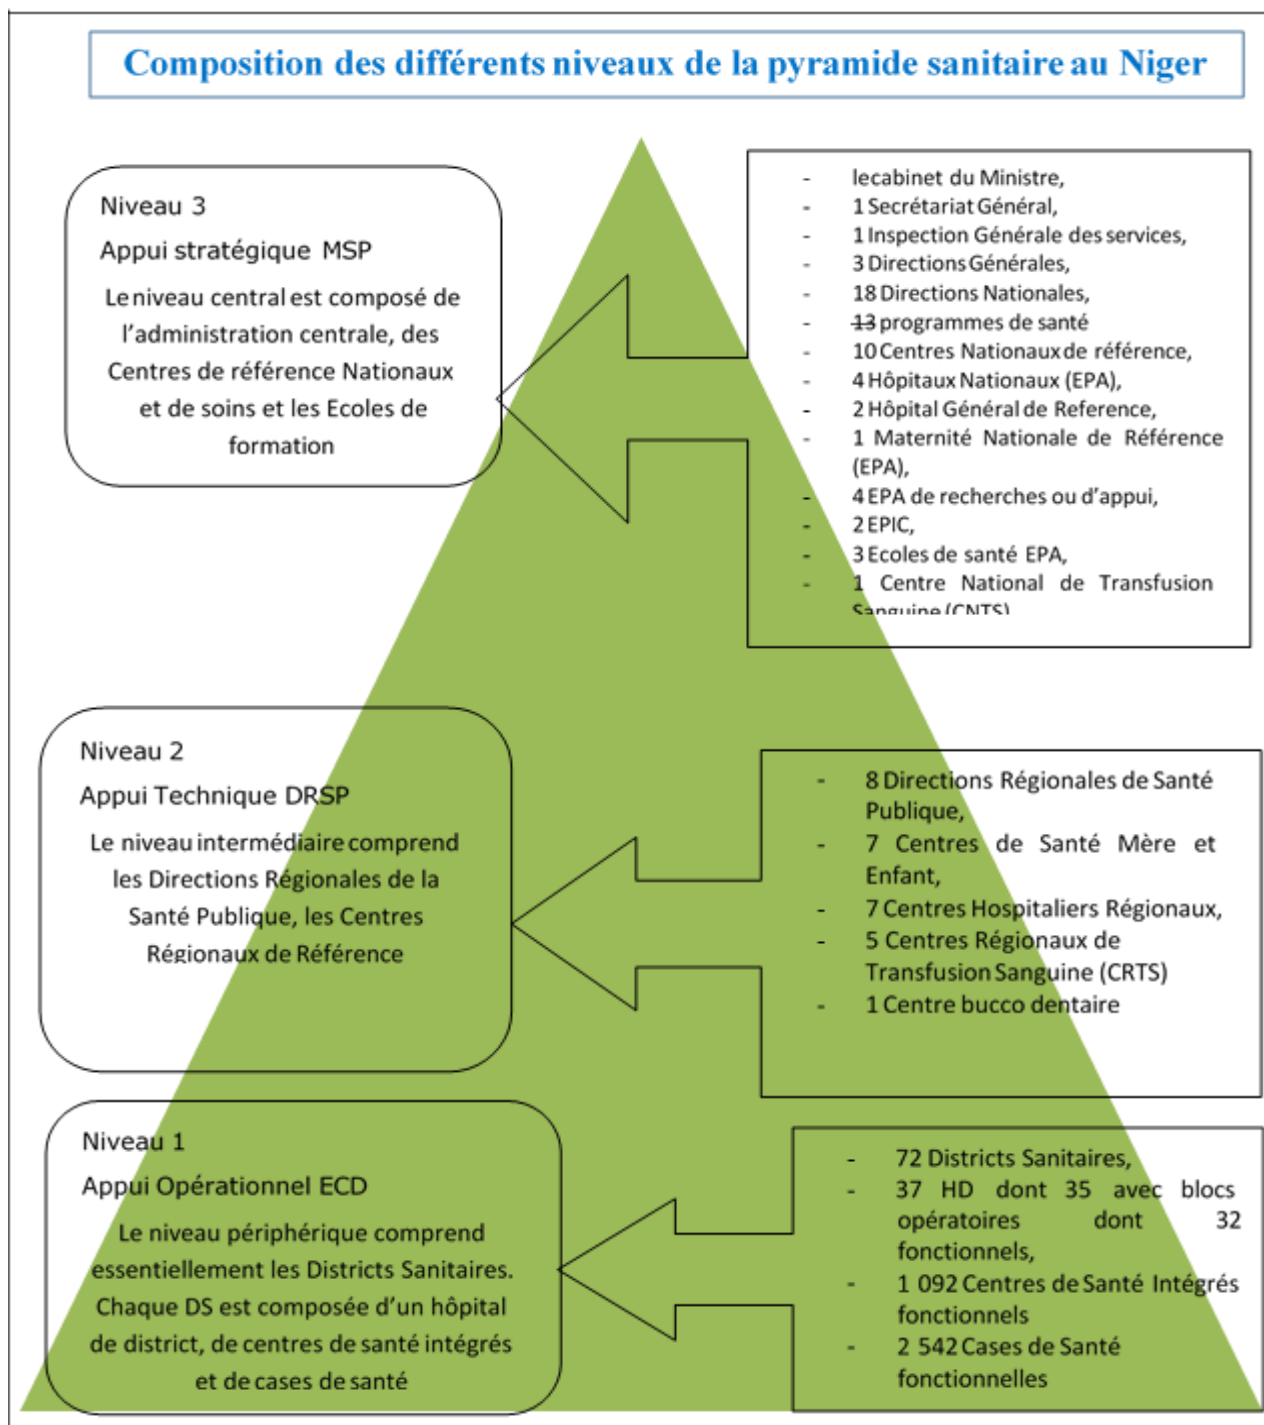 Composition des différents niveaux de la pyramide sanitaire au Niger
Niveau 3
Appui stratégique MSP
Le niveau central est composé de
l'administration centrale, des
Centres de référence Nationaux
et de soins et les Ecoles de
formation
- lecabinet du Ministre,
- 1 Secrétariat Général,
- 1 Inspection Générale des services,
- 3 Directions Générales,
- 18 Directions Nationales,
- 13 programmes de santé
- 10 Centres Nationaux de référence,
- 4 Hôpitaux Nationaux (EPA),
- 2 Hôpital Général de Reference,
- 1 Maternité Nationale de Référence
(EPA),
- 4 EPA de recherches ou d'appui,
- 2 EPIC,
- 3 Ecoles de santé EPA,
- 1 Centre National de Transfusion
Sanguine (CNTS)
Niveau 2
Appui Technique DRSP
Le niveau intermédiaire comprend
les Directions Régionales de la
Santé Publique, les Centres
Régionaux de Référence
- 8 Directions Régionales de Santé
Publique,
- 7 Centres de Santé Mère et
Enfant,
- 7 Centres Hospitaliers Régionaux,
- 5 Centres Régionaux de
Transfusion Sanguine (CRTS)
- 1 Centre bucco dentaire
Niveau 1
Appui Opérationnel ECD
Le niveau périphérique comprend
essentiellement les Districts Sanitaires.
Chaque DS est composée d'un hôpital
de district, de centres de santé intégrés
et de cases de santé
- 72 Districts Sanitaires,
- 37 HD dont 35 avec blocs
opératoires dont 32
fonctionnels,
- 1 092 Centres de Santé Intégrés
fonctionnels
- 2 542 Cases de Santé
fonctionnelles